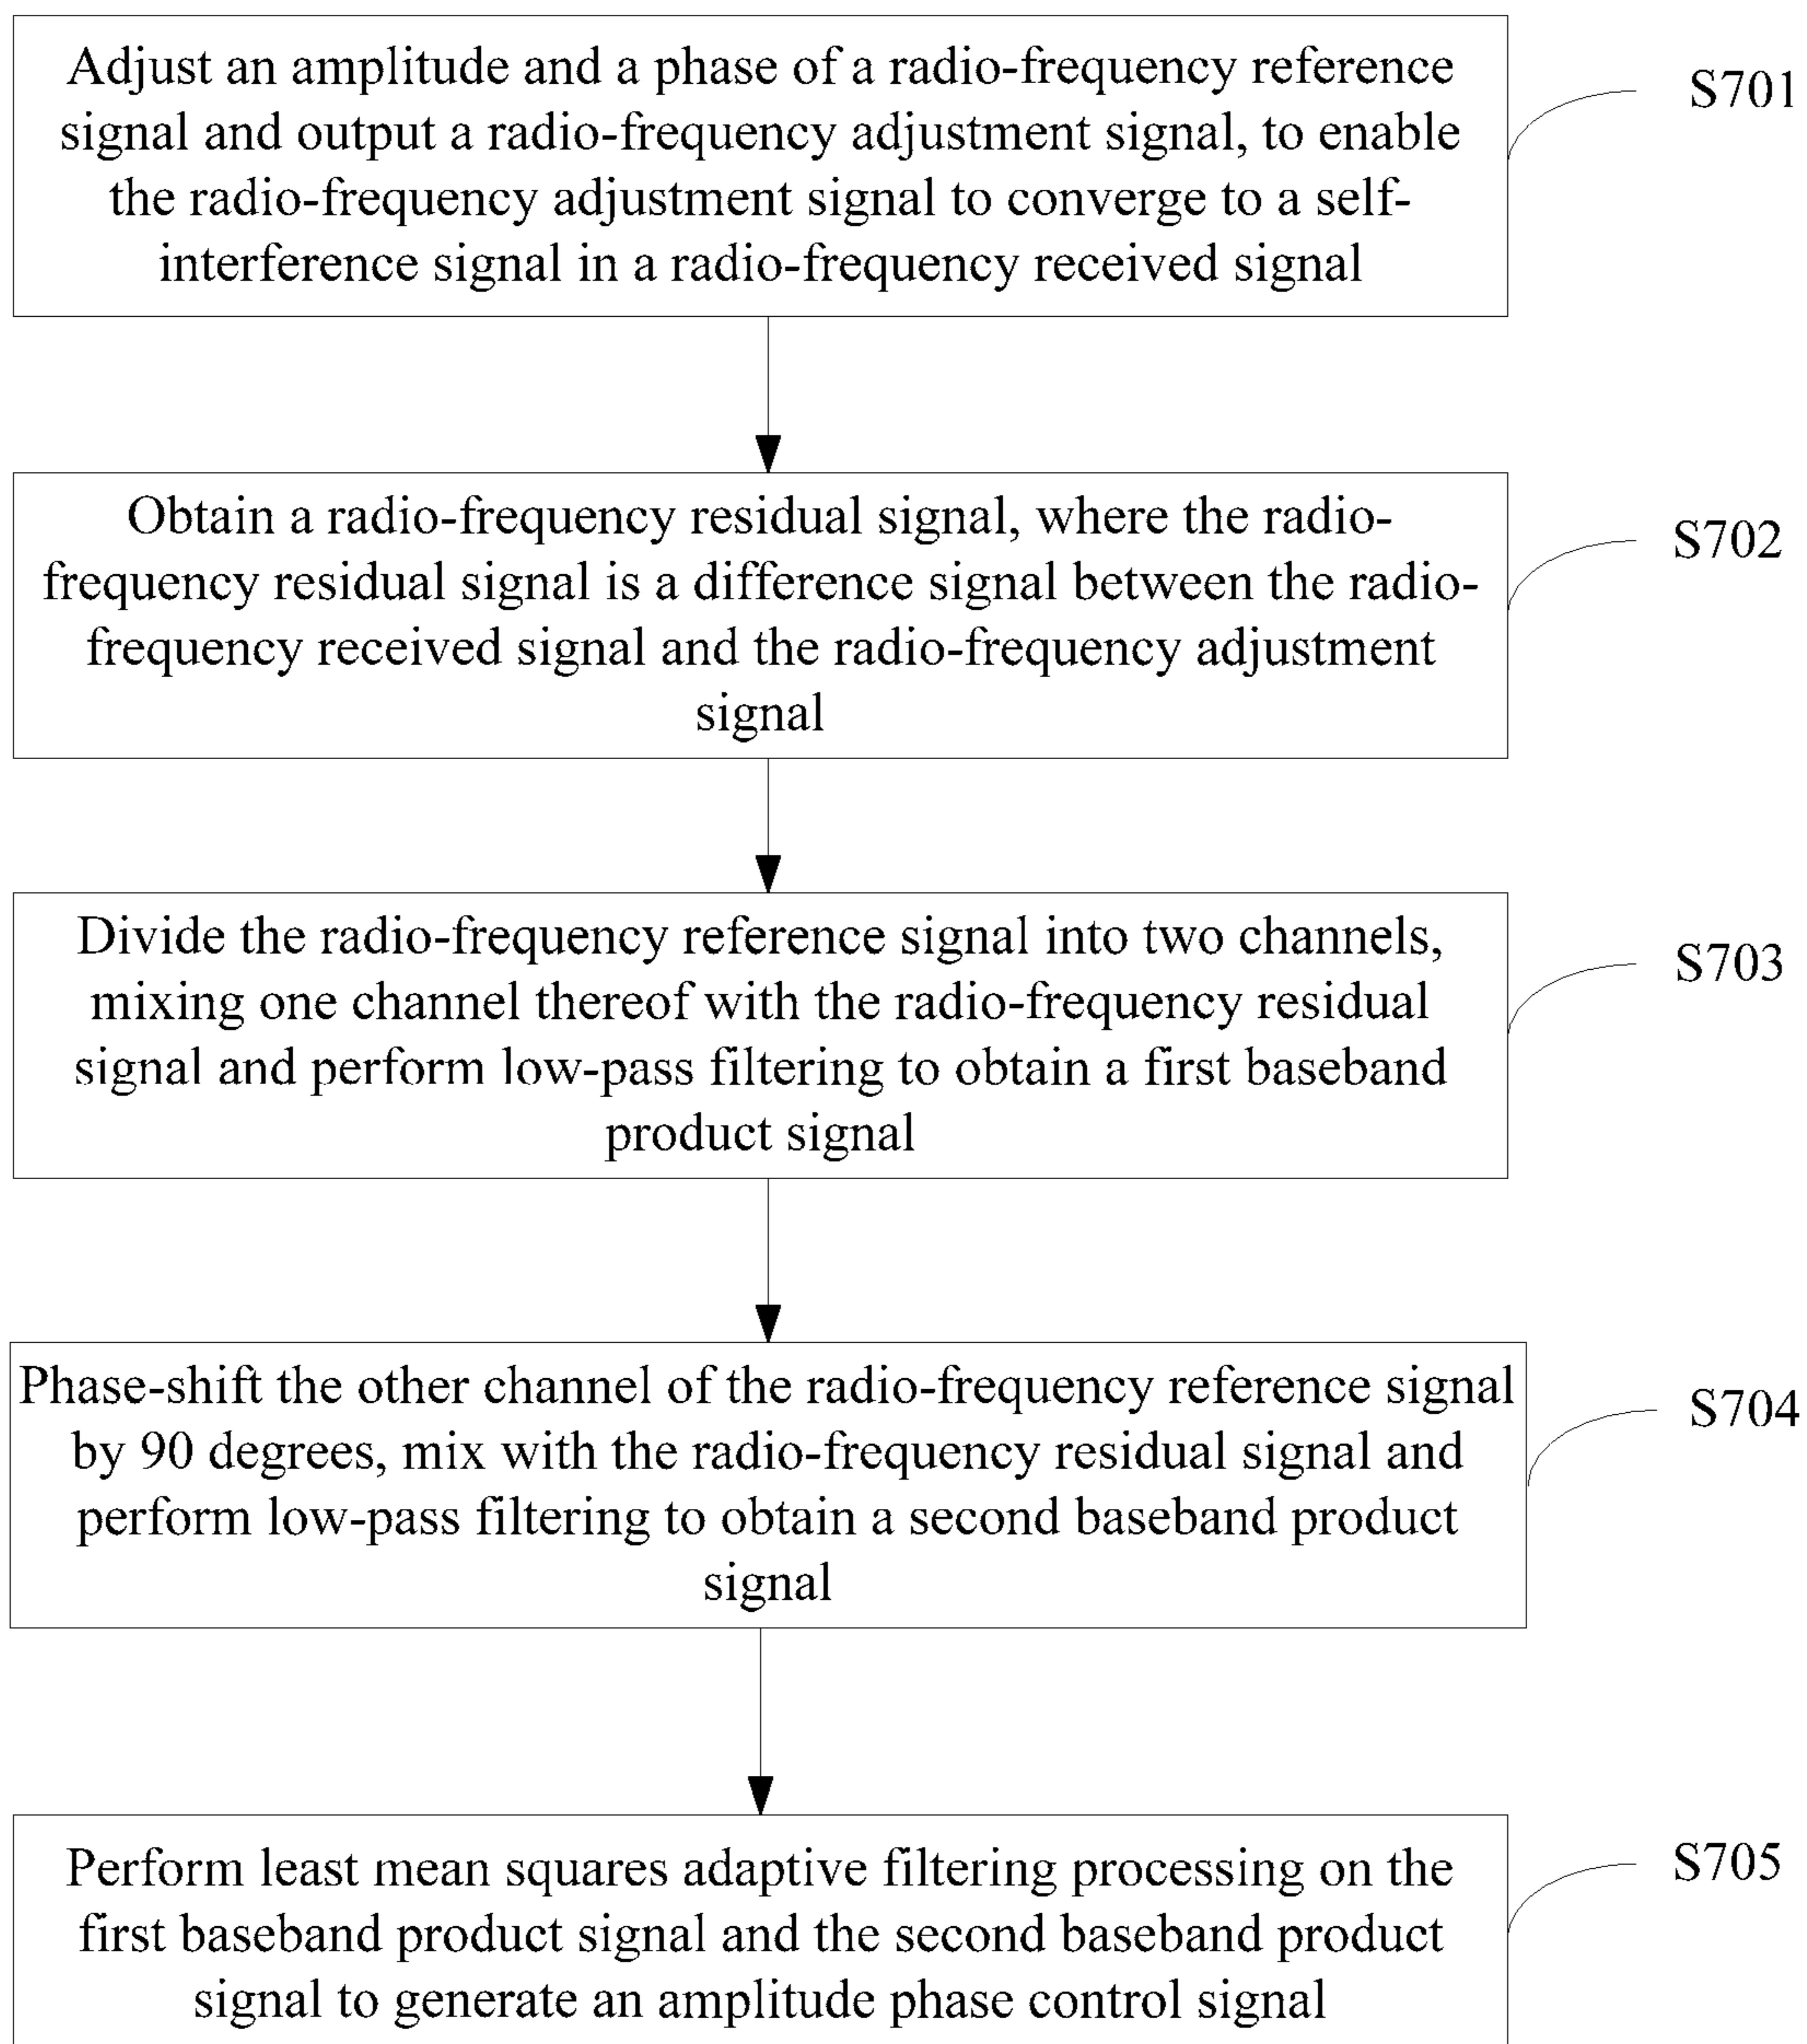 Adjust an amplitude and a phase of a radio-frequency reference
signal and output a radio-frequency adjustment signal, to enable
the radio-frequency adjustment signal to converge to a self-
interference signal in a radio-frequency received signal
S701
Obtain a radio-frequency residual signal, where the radio-
frequency residual signal is a difference signal between the radio-
frequency received signal and the radio-frequency adjustment
signal
S702
Divide the radio-frequency reference signal into two channels,
mixing one channel thereof with the radio-frequency residual
signal and perform low-pass filtering to obtain a first baseband
product signal
S703
Phase-shift the other channel of the radio-frequency reference signal
by 90 degrees, mix with the radio-frequency residual signal and
perform low-pass filtering to obtain a second baseband product
signal
S704
Perform least mean squares adaptive filtering processing on the
first baseband product signal and the second baseband product
signal to generate an amplitude phase control signal
S705